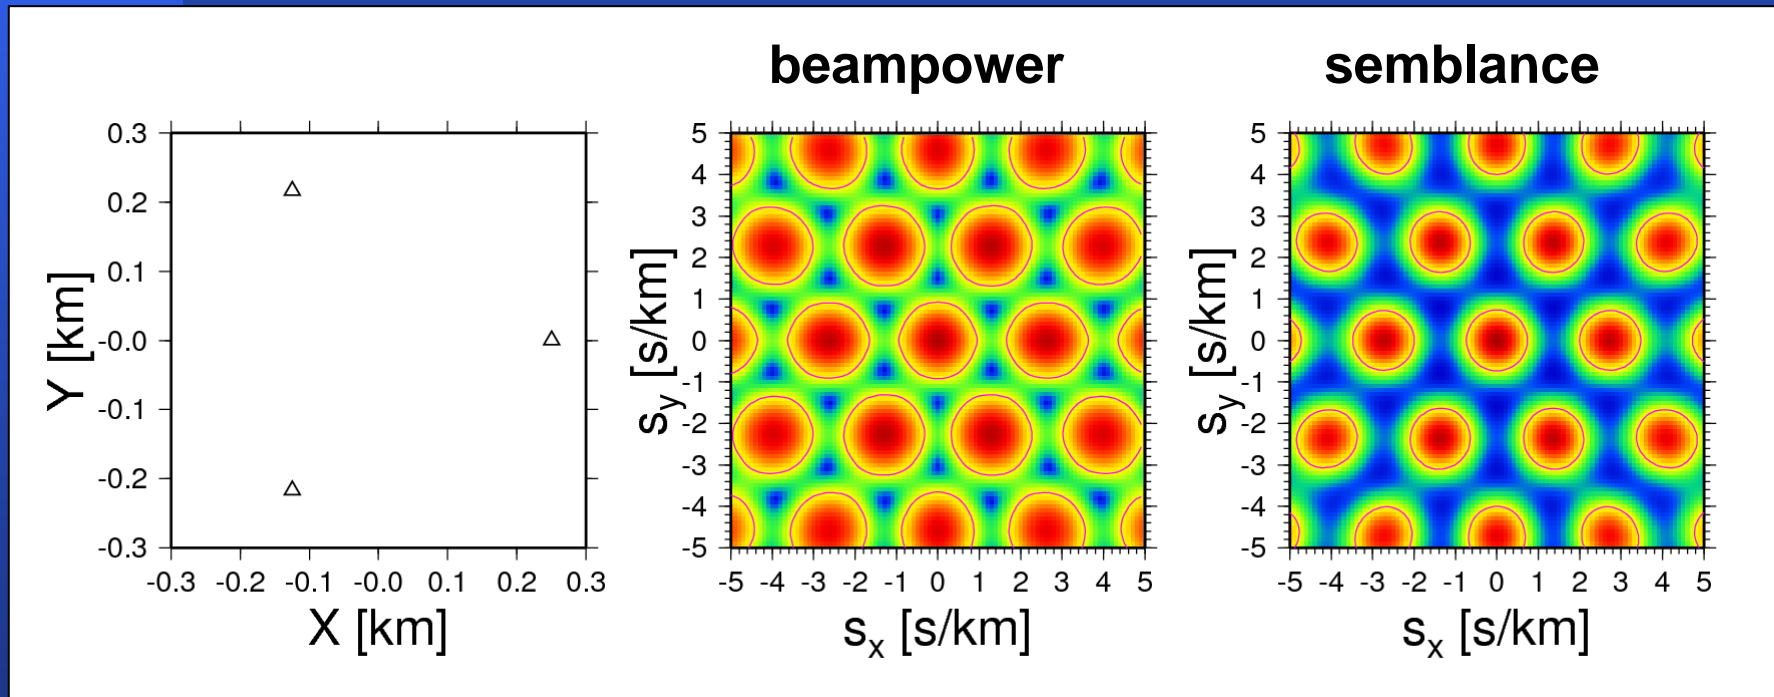 beampower
semblance
0.3
0.2
0.1
-0.0
-0.1
-0.2
-0.3
Y [km]
-0.3 -0.2 -0.1 -0.0 0.1 0.2 0.3
X [km]
5
4
3
2
1
0
-1
-2
-3
-4
-5
sy [s/km]
-5 -4 -3 -2 -1 0 1 2 3 4 5
sx [s/km]
5
4
3
2
1
0
-1
-2
-3
-4
-5
sy [s/km]
-5 -4 -3 -2 -1 0 1 2 3 4 5
sx [s/km]